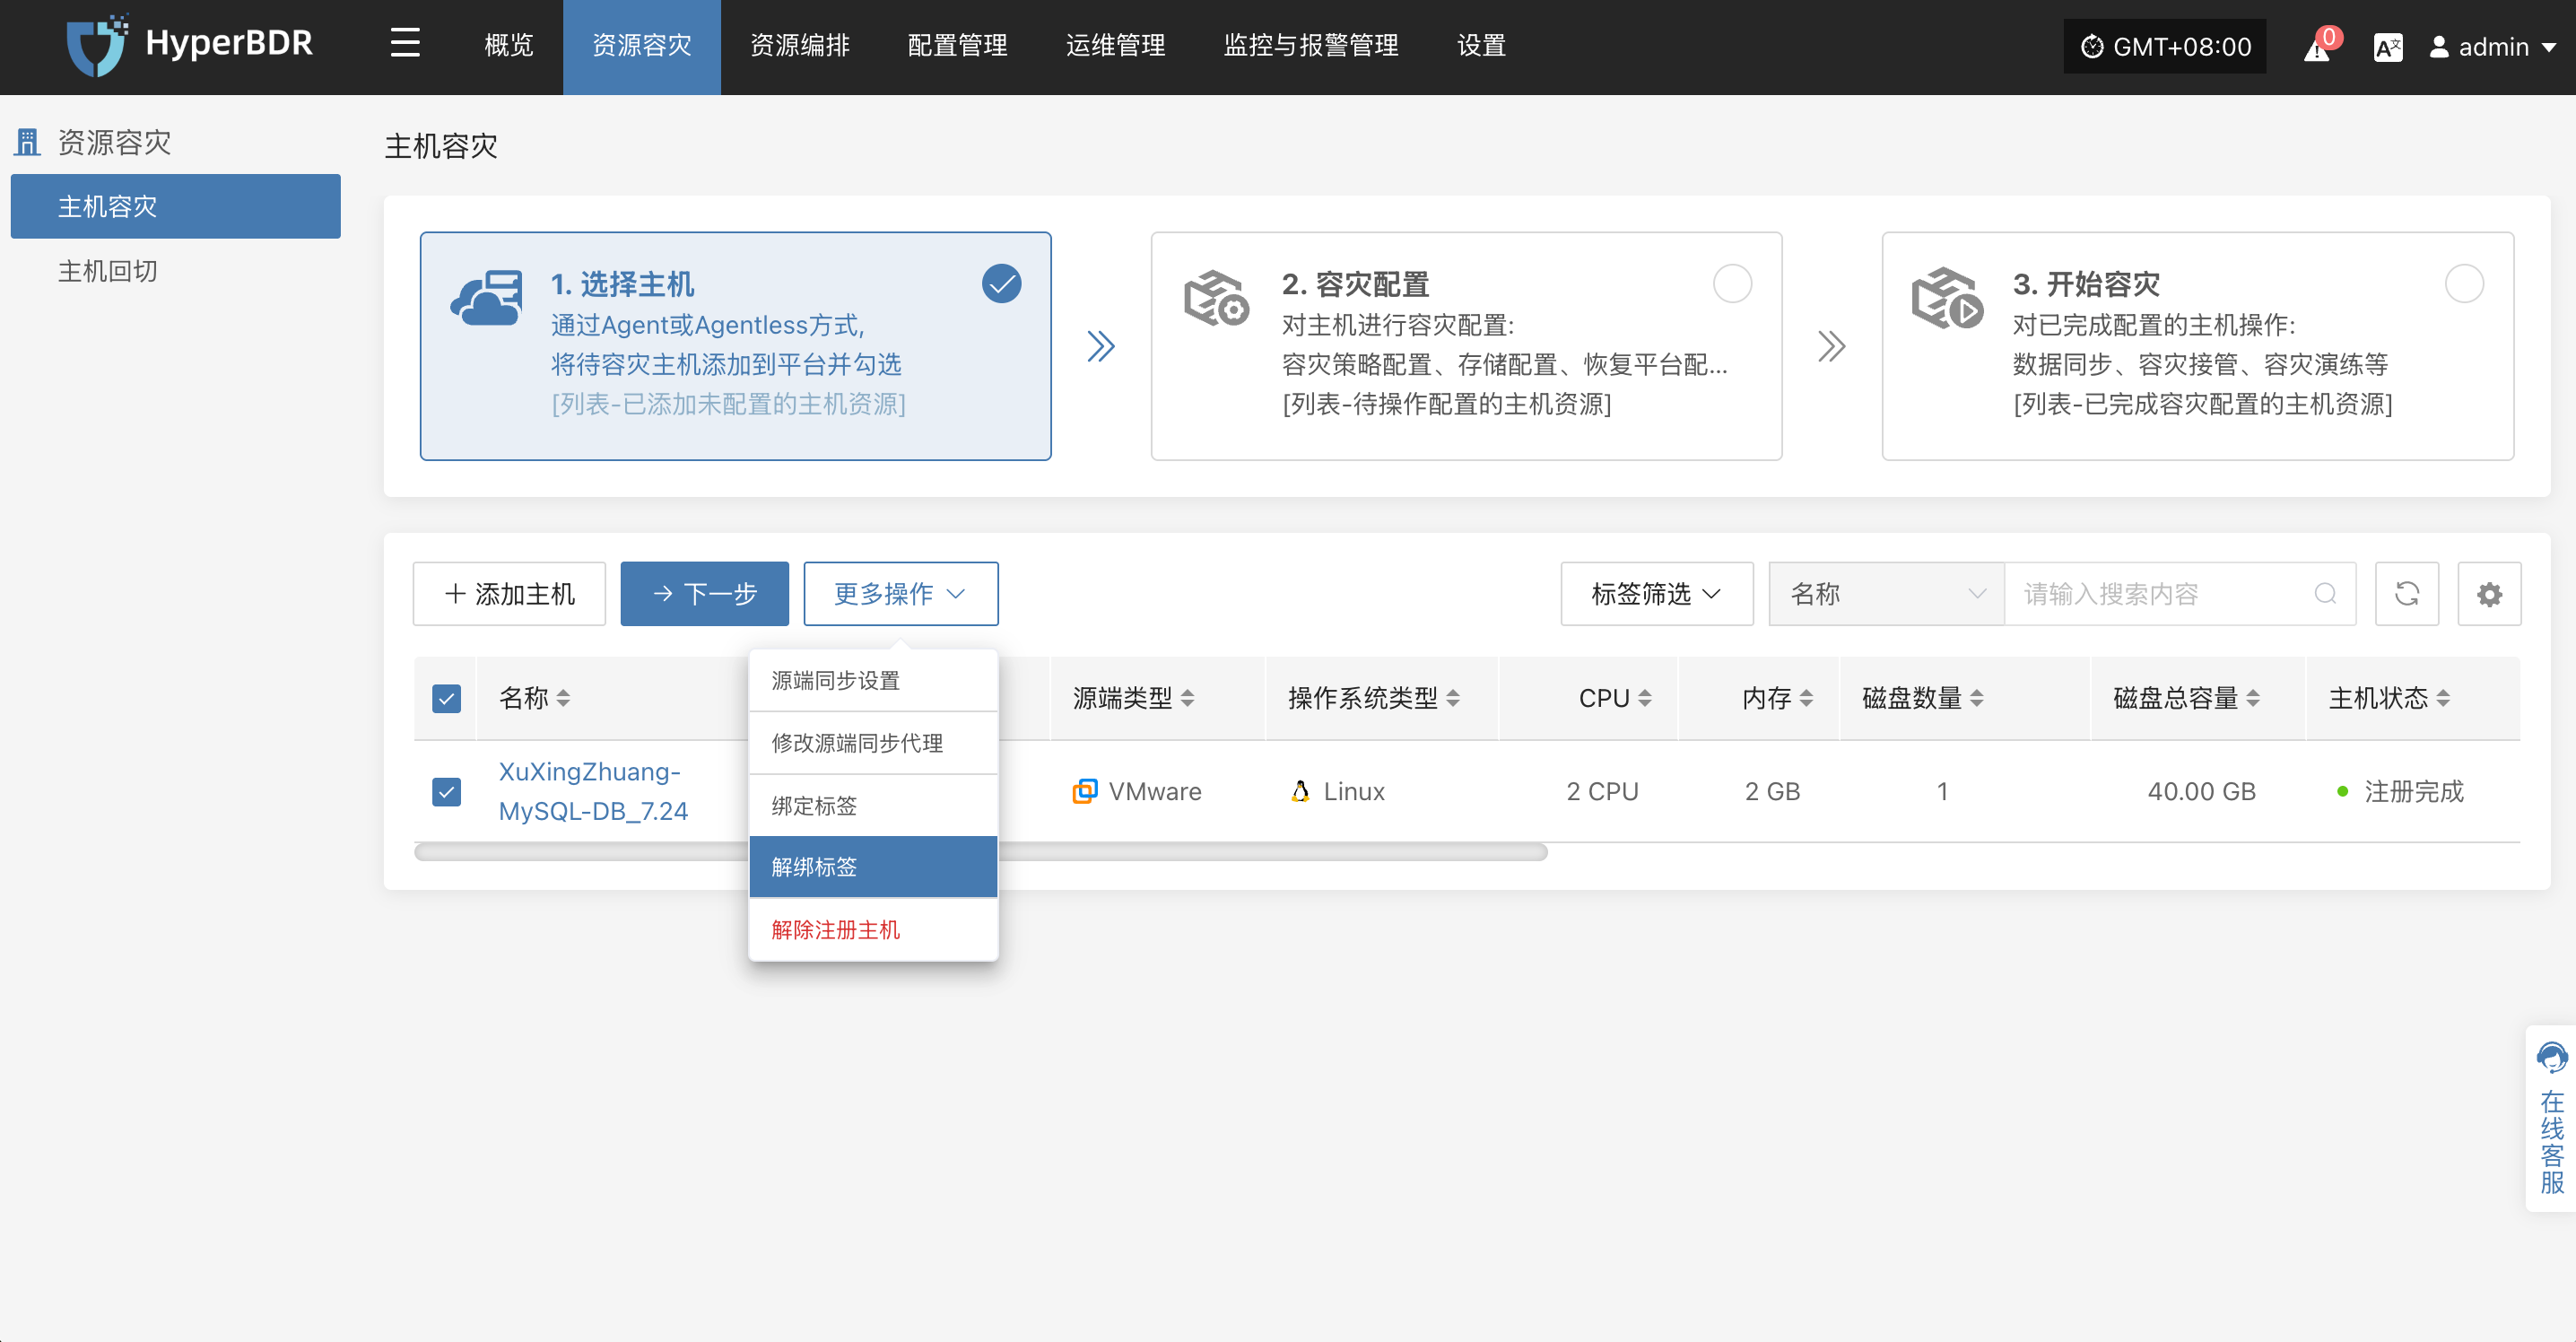 HyperBDR
概览
资源容灾
资源编排
配置管理
运维管理
监控与报警管理
设置
GMT+08:00
0
admin
资源容灾
主机容灾
主机回切
主机容灾
1. 选择主机
通过Agent或Agentless方式,
将待容灾主机添加到平台并勾选
[列表-已添加未配置的主机资源]
2. 容灾配置
对主机进行容灾配置:
容灾策略配置、存储配置、恢复平台配...
[列表-待操作配置的主机资源]
3. 开始容灾
对已完成配置的主机操作:
数据同步、容灾接管、容灾演练等
[列表-已完成容灾配置的主机资源]
添加主机
下一步
更多操作
标签筛选
名称
请输入搜索内容
名称
源端类型
操作系统类型
CPU
内存
磁盘数量
磁盘总容量
主机状态
XuXingZhuang-
MySQL-DB_7.24
VMware
Linux
2 CPU
2 GB
1
40.00 GB
注册完成
源端同步设置
修改源端同步代理
绑定标签
解绑标签
解除注册主机
在线客服